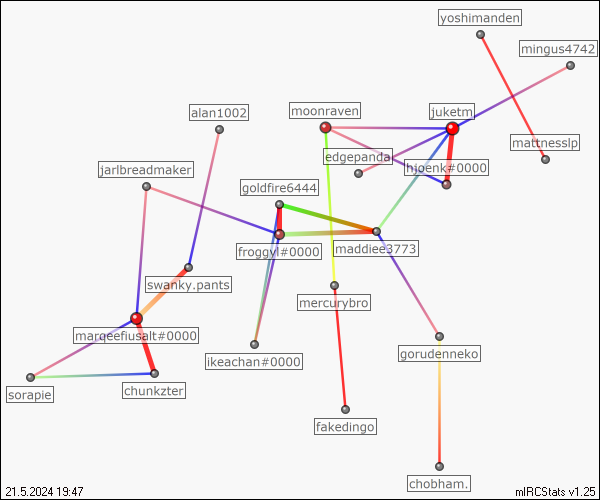 yoshimanden
mingus4742
alan1002
moonraven
juketm
mattnesslp
edgepanda
hjoenk#0000
jarlbreadmaker
goldfire6444
froggyl#0000
maddiee3773
swanky.pants
mercurybro
marqeefiusalt#0000
ikeachan#0000
gorudenneko
sorapie
chunkzter
fakedingo
chobham.
21.5.2024 19:47
mIRCStats v1.25